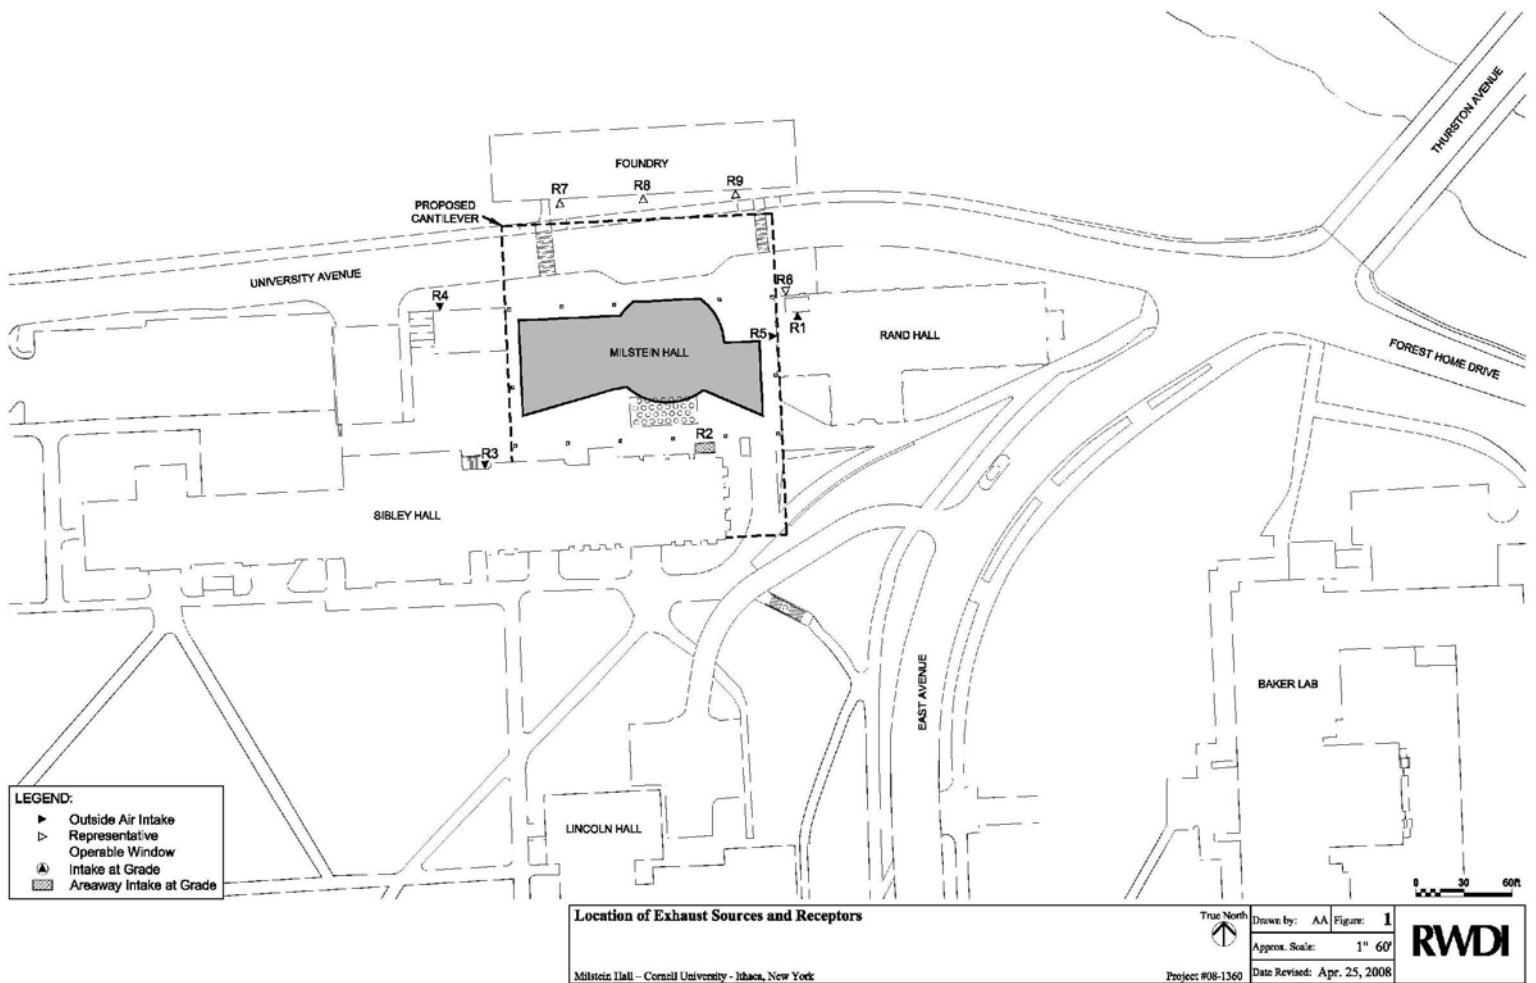 THURSTON AVENUE
FOUNDRY
R7
R8
R9
PROPOSED
CANTILEVER
UNIVERSITY AVENUE
R4
R6
R1
R5
RAND HALL
MILSTEIN HALL
FOREST HOME DRIVE
R2
R3
SIBLEY HALL
EAST AVENUE
BAKER LAB
LINCOLN HALL
LEGEND:
Outside Air Intake
Representative
Operable Window
Intake at Grade
Areaway Intake at Grade
0 30 60ft
Location of Exhaust Sources and Receptors
Milstein Hall – Cornell University - Ithaca, New York
True North
Project #08-1360
Drawn by: AA Figure: 1
Approx. Scale: 1" 60'
Date Revised: Apr. 25, 2008
RWDI